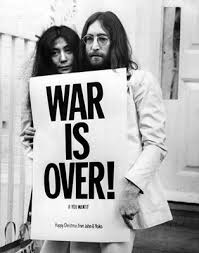 WAR
IS
OVER!
IF YOU WANT IT
Happy Christmas from John & Yoko